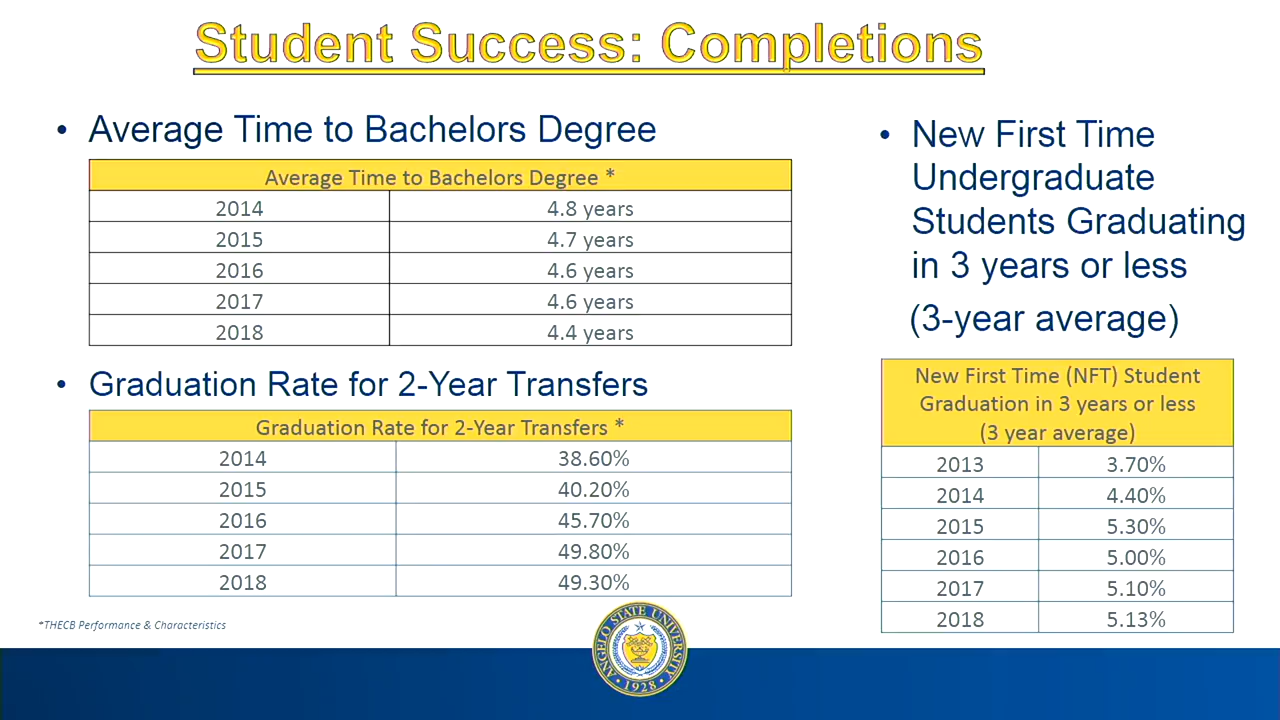 Student Success: Completions
• Average Time to Bachelors Degree
Average Time to Bachelors Degree *
2014 4.8 years
2015 4.7 years
2016 4.6 years
2017 4.6 years
2018 4.4 years
• Graduation Rate for 2-Year Transfers
Graduation Rate for 2-Year Transfers *
2014 38.60%
2015 40.20%
2016 45.70%
2017 49.80%
2018 49.30%
*THECB Performance & Characteristics
• New First Time
Undergraduate
Students Graduating
in 3 years or less
(3-year average)
New First Time (NFT) Student
Graduation in 3 years or less
(3 year average)
2013 3.70%
2014 4.40%
2015 5.30%
2016 5.00%
2017 5.10%
2018 5.13%
ANGELO STATE UNIVERSITY
• 1928 •